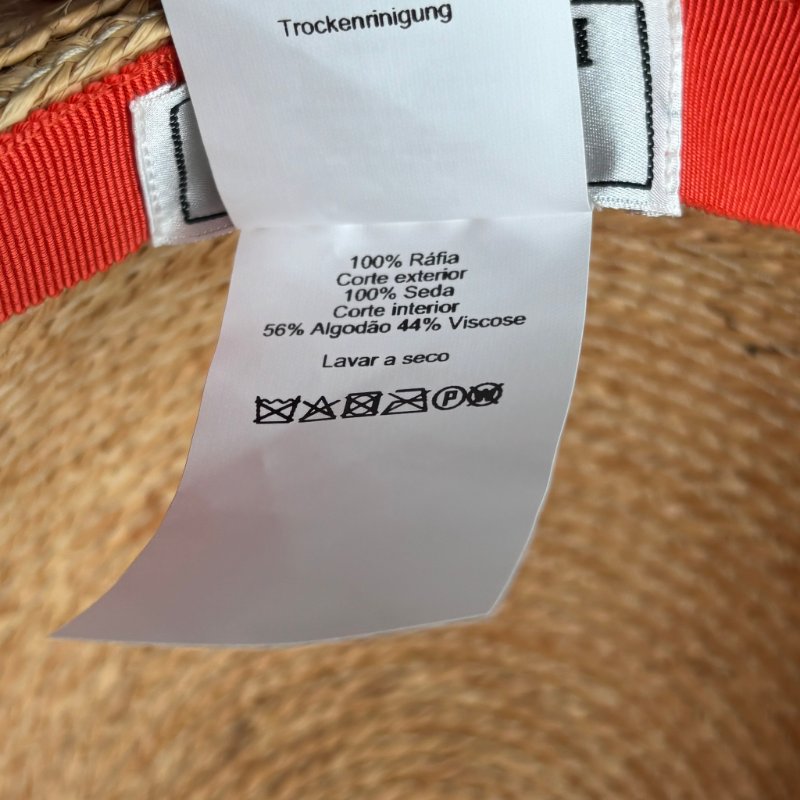 Trockenrinigung
100% Ráfia
Corte exterior
100% Seda
Corte interior
56% Algodão 44% Viscose
Lavar a seco
P W